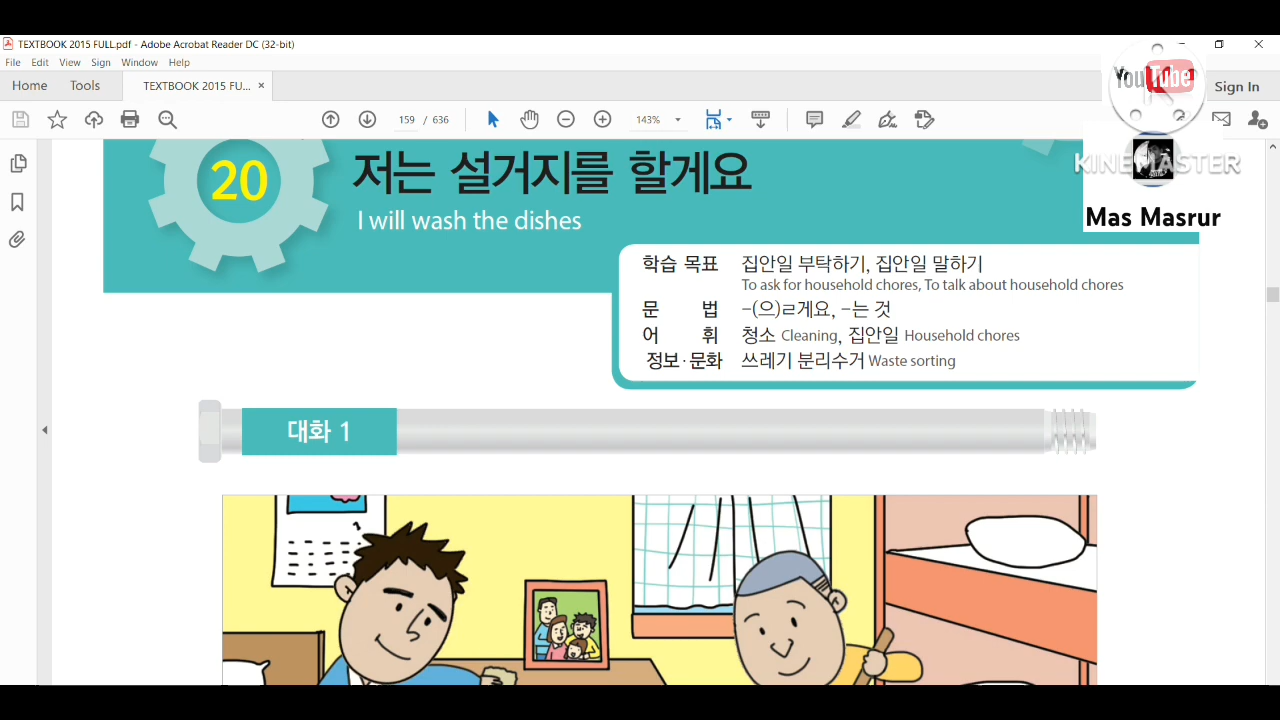 TEXTBOOK 2015 FULL.pdf - Adobe Acrobat Reader DC (32-bit)
File Edit View Sign Window Help
Home Tools TEXTBOOK 2015 FU... × Sign In
YouTube
159 / 636 143%
KINEMASTER
Mas Masrur
20 저는 설거지를 할게요
I will wash the dishes
학습 목표 집안일 부탁하기, 집안일 말하기
To ask for household chores, To talk about household chores
문 법 -(으)ㄹ게요, -는 것
어 휘 청소 Cleaning, 집안일 Household chores
정보·문화 쓰레기 분리수거 Waste sorting
대화 1